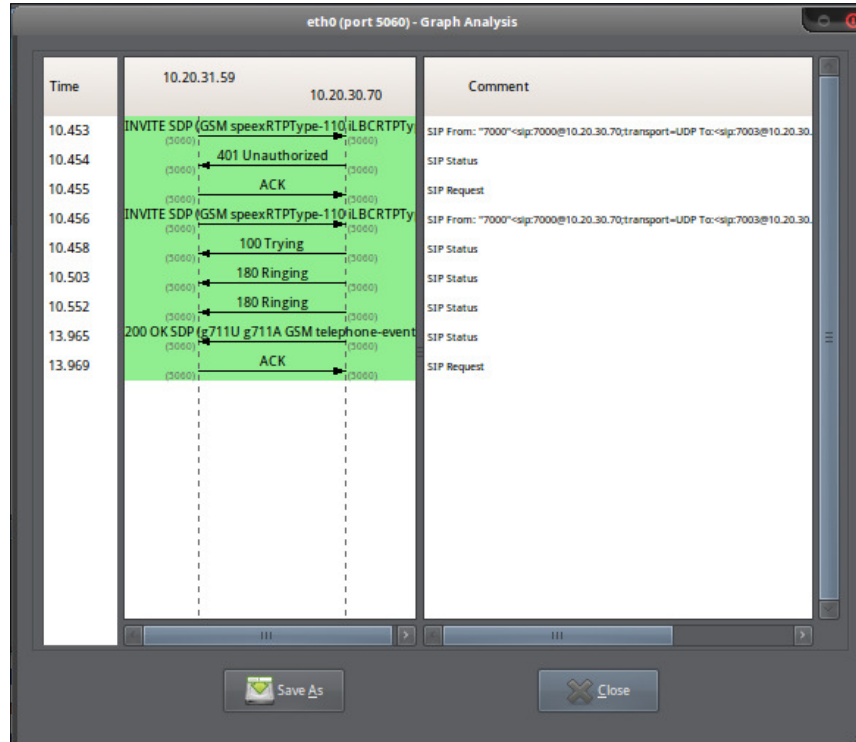 eth0 (port 5060) - Graph Analysis
Time
10.20.31.59
10.20.30.70
Comment
10.453
INVITE SDP (GSM speexRTPType-110 iLBCRTPTy
(5060)
(5060)
SIP From: "7000"<sip:7000@10.20.30.70;transport=UDP To:<sip:7003@10.20.30.
10.454
401 Unauthorized
(5060)
(5060)
SIP Status
10.455
ACK
(5060)
(5060)
SIP Request
10.456
INVITE SDP (GSM speexRTPType-110 iLBCRTPTy
(5060)
(5060)
SIP From: "7000"<sip:7000@10.20.30.70;transport=UDP To:<sip:7003@10.20.30.
10.458
100 Trying
(5060)
(5060)
SIP Status
10.503
180 Ringing
(5060)
(5060)
SIP Status
10.552
180 Ringing
(5060)
(5060)
SIP Status
13.965
200 OK SDP (g711U g711A GSM telephone-event
(5060)
(5060)
SIP Status
13.969
ACK
(5060)
(5060)
SIP Request
Save As
Close